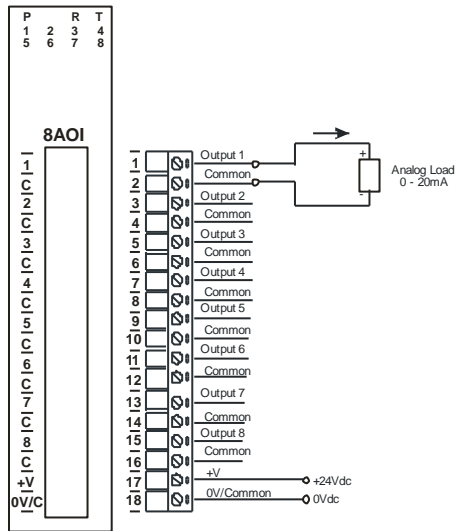 P R T
1 2 3 4
5 6 7 8
8AOI
1
C
2
C
3
C
4
C
5
C
6
C
7
C
8
C
+V
0V/C
1 Output 1
2 Common
3 Output 2
4 Common
5 Output 3
6 Common
7 Output 4
8 Common
9 Output 5
10 Common
11 Output 6
12 Common
13 Output 7
14 Common
15 Output 8
16 Common
17 +V +24Vdc
18 0V/Common 0Vdc
+
-
Analog Load
0 - 20mA